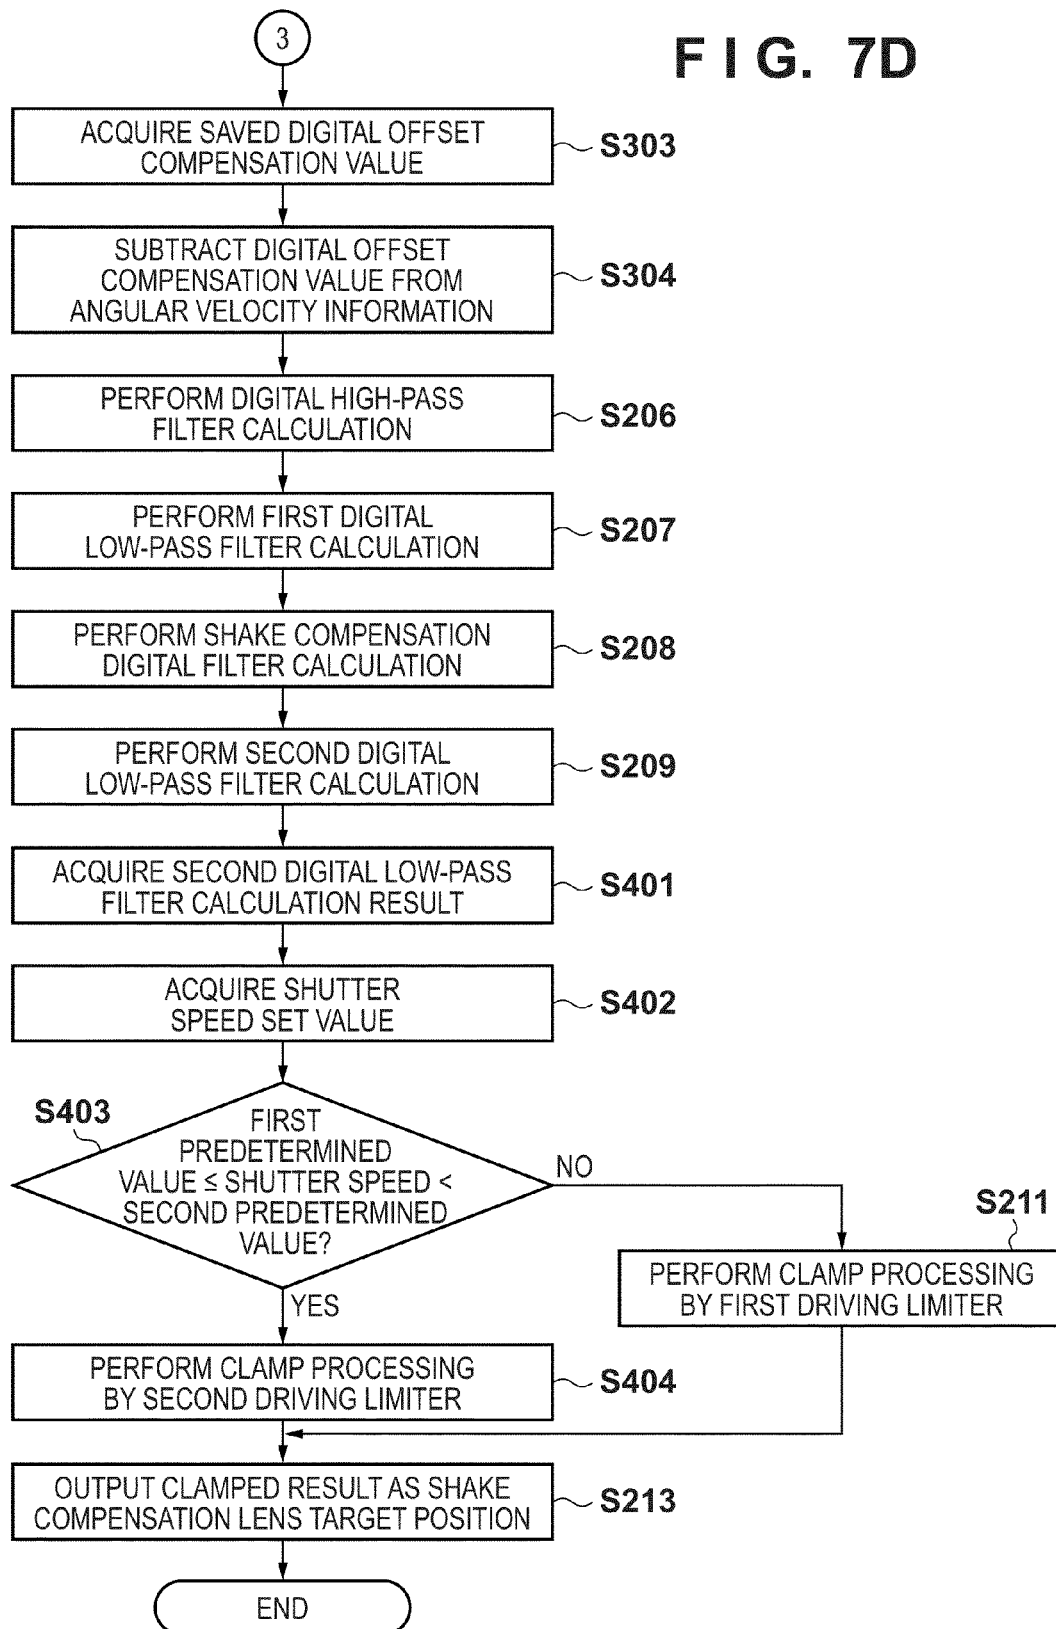 3
F I G. 7D
ACQUIRE SAVED DIGITAL OFFSET
COMPENSATION VALUE
S303
SUBTRACT DIGITAL OFFSET
COMPENSATION VALUE FROM
ANGULAR VELOCITY INFORMATION
S304
PERFORM DIGITAL HIGH-PASS
FILTER CALCULATION
S206
PERFORM FIRST DIGITAL
LOW-PASS FILTER CALCULATION
S207
PERFORM SHAKE COMPENSATION
DIGITAL FILTER CALCULATION
S208
PERFORM SECOND DIGITAL
LOW-PASS FILTER CALCULATION
S209
ACQUIRE SECOND DIGITAL LOW-PASS
FILTER CALCULATION RESULT
S401
ACQUIRE SHUTTER
SPEED SET VALUE
S402
S403
FIRST
PREDETERMINED
VALUE ≤ SHUTTER SPEED <
SECOND PREDETERMINED
VALUE?
NO
YES
S211
PERFORM CLAMP PROCESSING
BY FIRST DRIVING LIMITER
PERFORM CLAMP PROCESSING
BY SECOND DRIVING LIMITER
S404
OUTPUT CLAMPED RESULT AS SHAKE
COMPENSATION LENS TARGET POSITION
S213
END